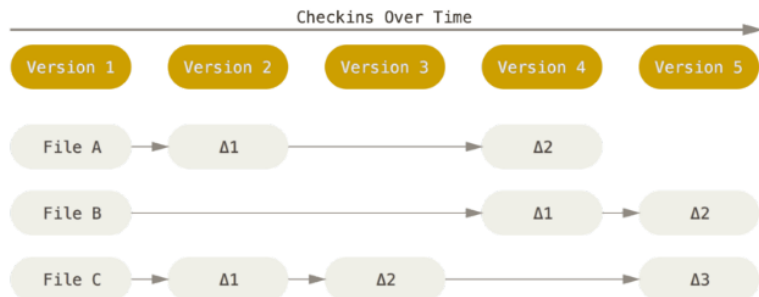 Checkins Over Time
Version 1 Version 2 Version 3 Version 4 Version 5
File A Δ1 Δ2
File B Δ1 Δ2
File C Δ1 Δ2 Δ3